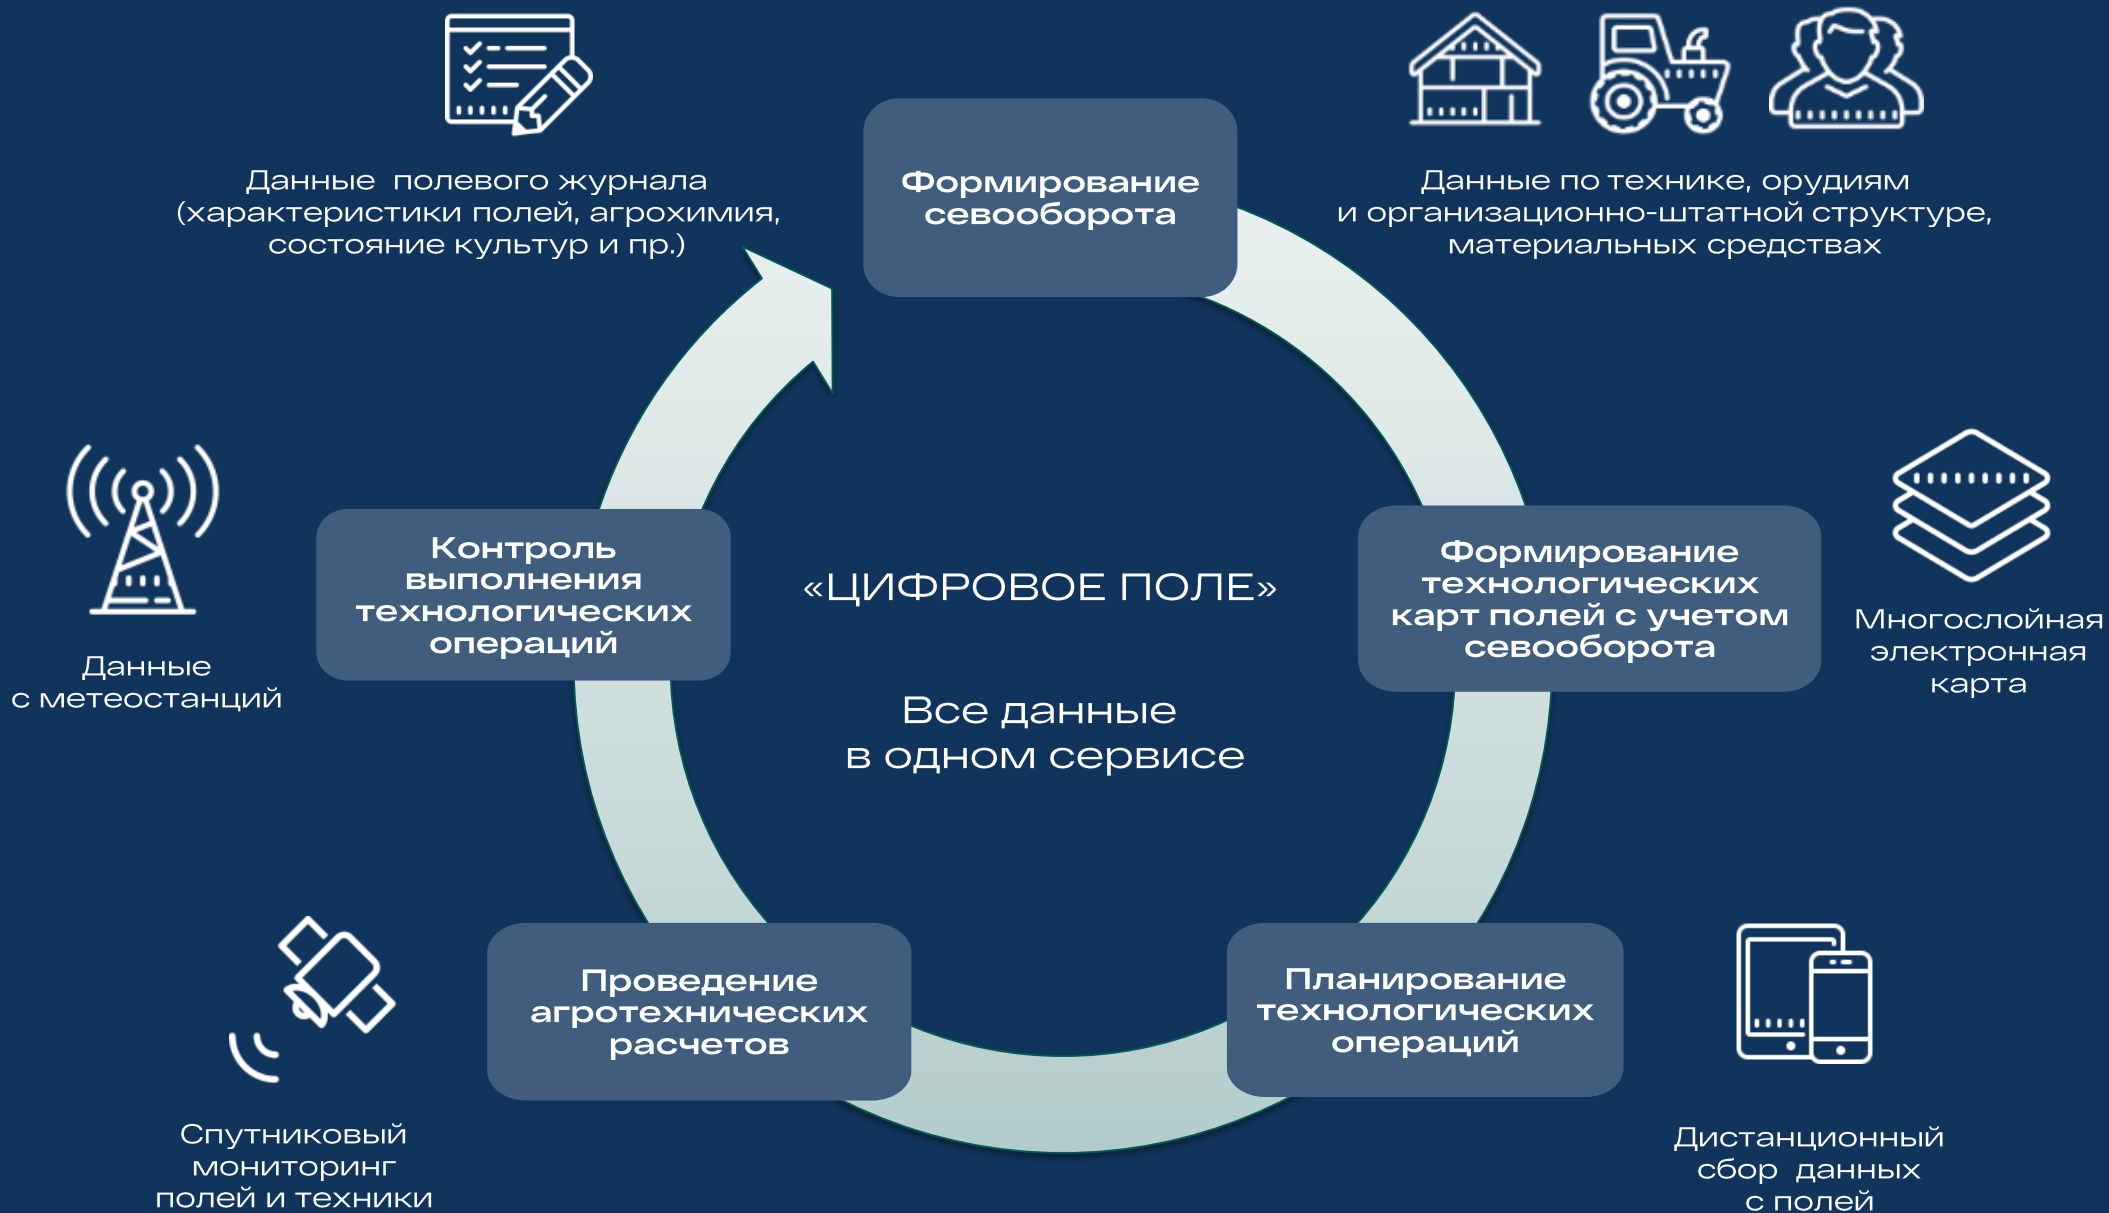 Данные полевого журнала
(характеристики полей, агрохимия,
состояние культур и пр.)
Формирование
севооборота
Данные по технике, орудиям
и организационно-штатной структуре,
материальных средствах
Контроль
выполнения
технологических
операций
«ЦИФРОВОЕ ПОЛЕ»
Все данные
в одном сервисе
Формирование
технологических
карт полей с учетом
севооборота
Многослойная
электронная
карта
Данные
с метеостанций
Проведение
агротехнических
расчетов
Планирование
технологических
операций
Спутниковый
мониторинг
полей и техники
Дистанционный
сбор данных
с полей